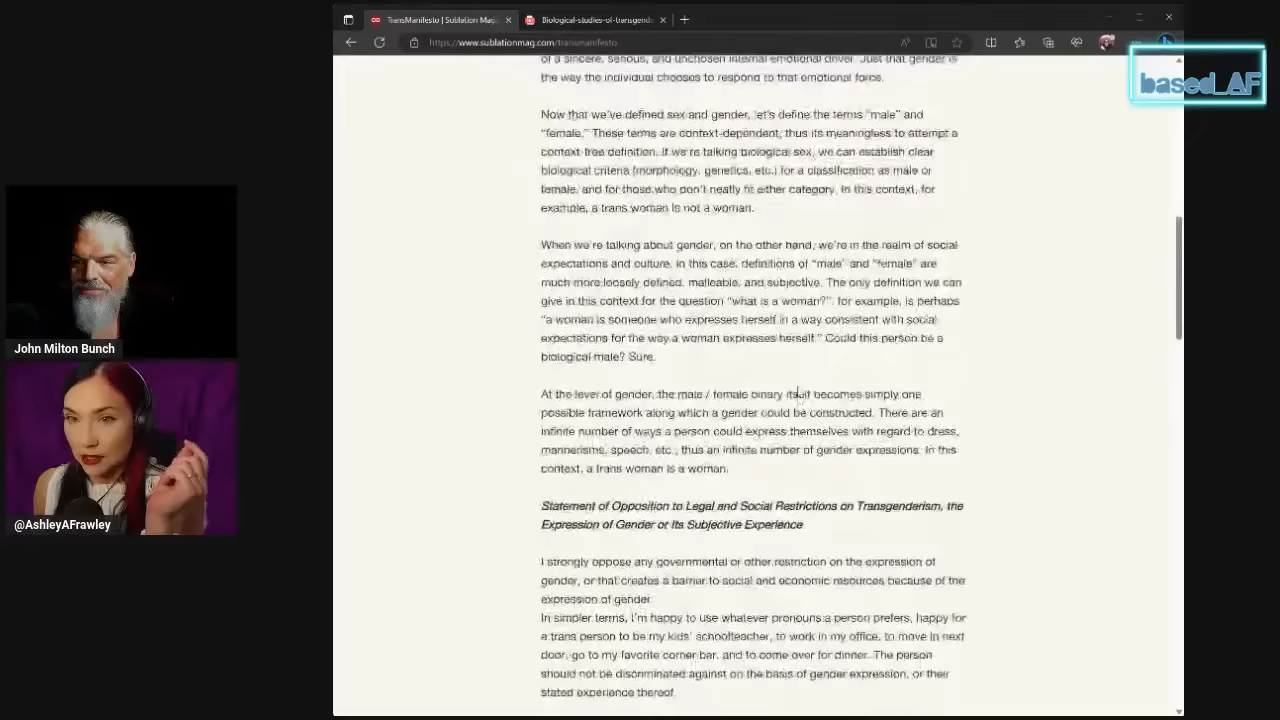 TransManifesto | Sublation Mag
Biological-studies-of-transgende
https://www.sublationmag.com/transmanifesto
based_AF
of a sincere, serious, and unchosen internal emotional driver. Just that gender is
the way the individual chooses to respond to that emotional force.
Now that we've defined sex and gender, let's define the terms "male" and
"female." These terms are context-dependent, thus its meaningless to attempt a
context-free definition. If we're talking biological sex, we can establish clear
biological criteria (morphology, genetics, etc.) for a classification as male or
female, and for those who don't neatly fit either category. In this context, for
example, a trans woman is not a woman.
When we're talking about gender, on the other hand, we're in the realm of social
expectations and culture. In this case, definitions of "male" and "female" are
much more loosely defined, malleable, and subjective. The only definition we can
give in this context for the question "what is a woman?", for example, is perhaps
"a woman is someone who expresses herself in a way consistent with social
expectations for the way a woman expresses herself." Could this person be a
biological male? Sure.
At the level of gender, the male / female binary itself becomes simply one
possible framework along which a gender could be constructed. There are an
infinite number of ways a person could express themselves with regard to dress,
mannerisms, speech, etc., thus an infinite number of gender expressions. In this
context, a trans woman is a woman.
Statement of Opposition to Legal and Social Restrictions on Transgenderism, the
Expression of Gender or Its Subjective Experience
I strongly oppose any governmental or other restriction on the expression of
gender, or that creates a barrier to social and economic resources because of the
expression of gender.
In simpler terms, I'm happy to use whatever pronouns a person prefers, happy for
a trans person to be my kids' schoolteacher, to work in my office, to move in next
door, go to my favorite corner bar, and to come over for dinner. The person
should not be discriminated against on the basis of gender expression, or their
stated experience thereof.
John Milton Bunch
@AshleyAFrawley